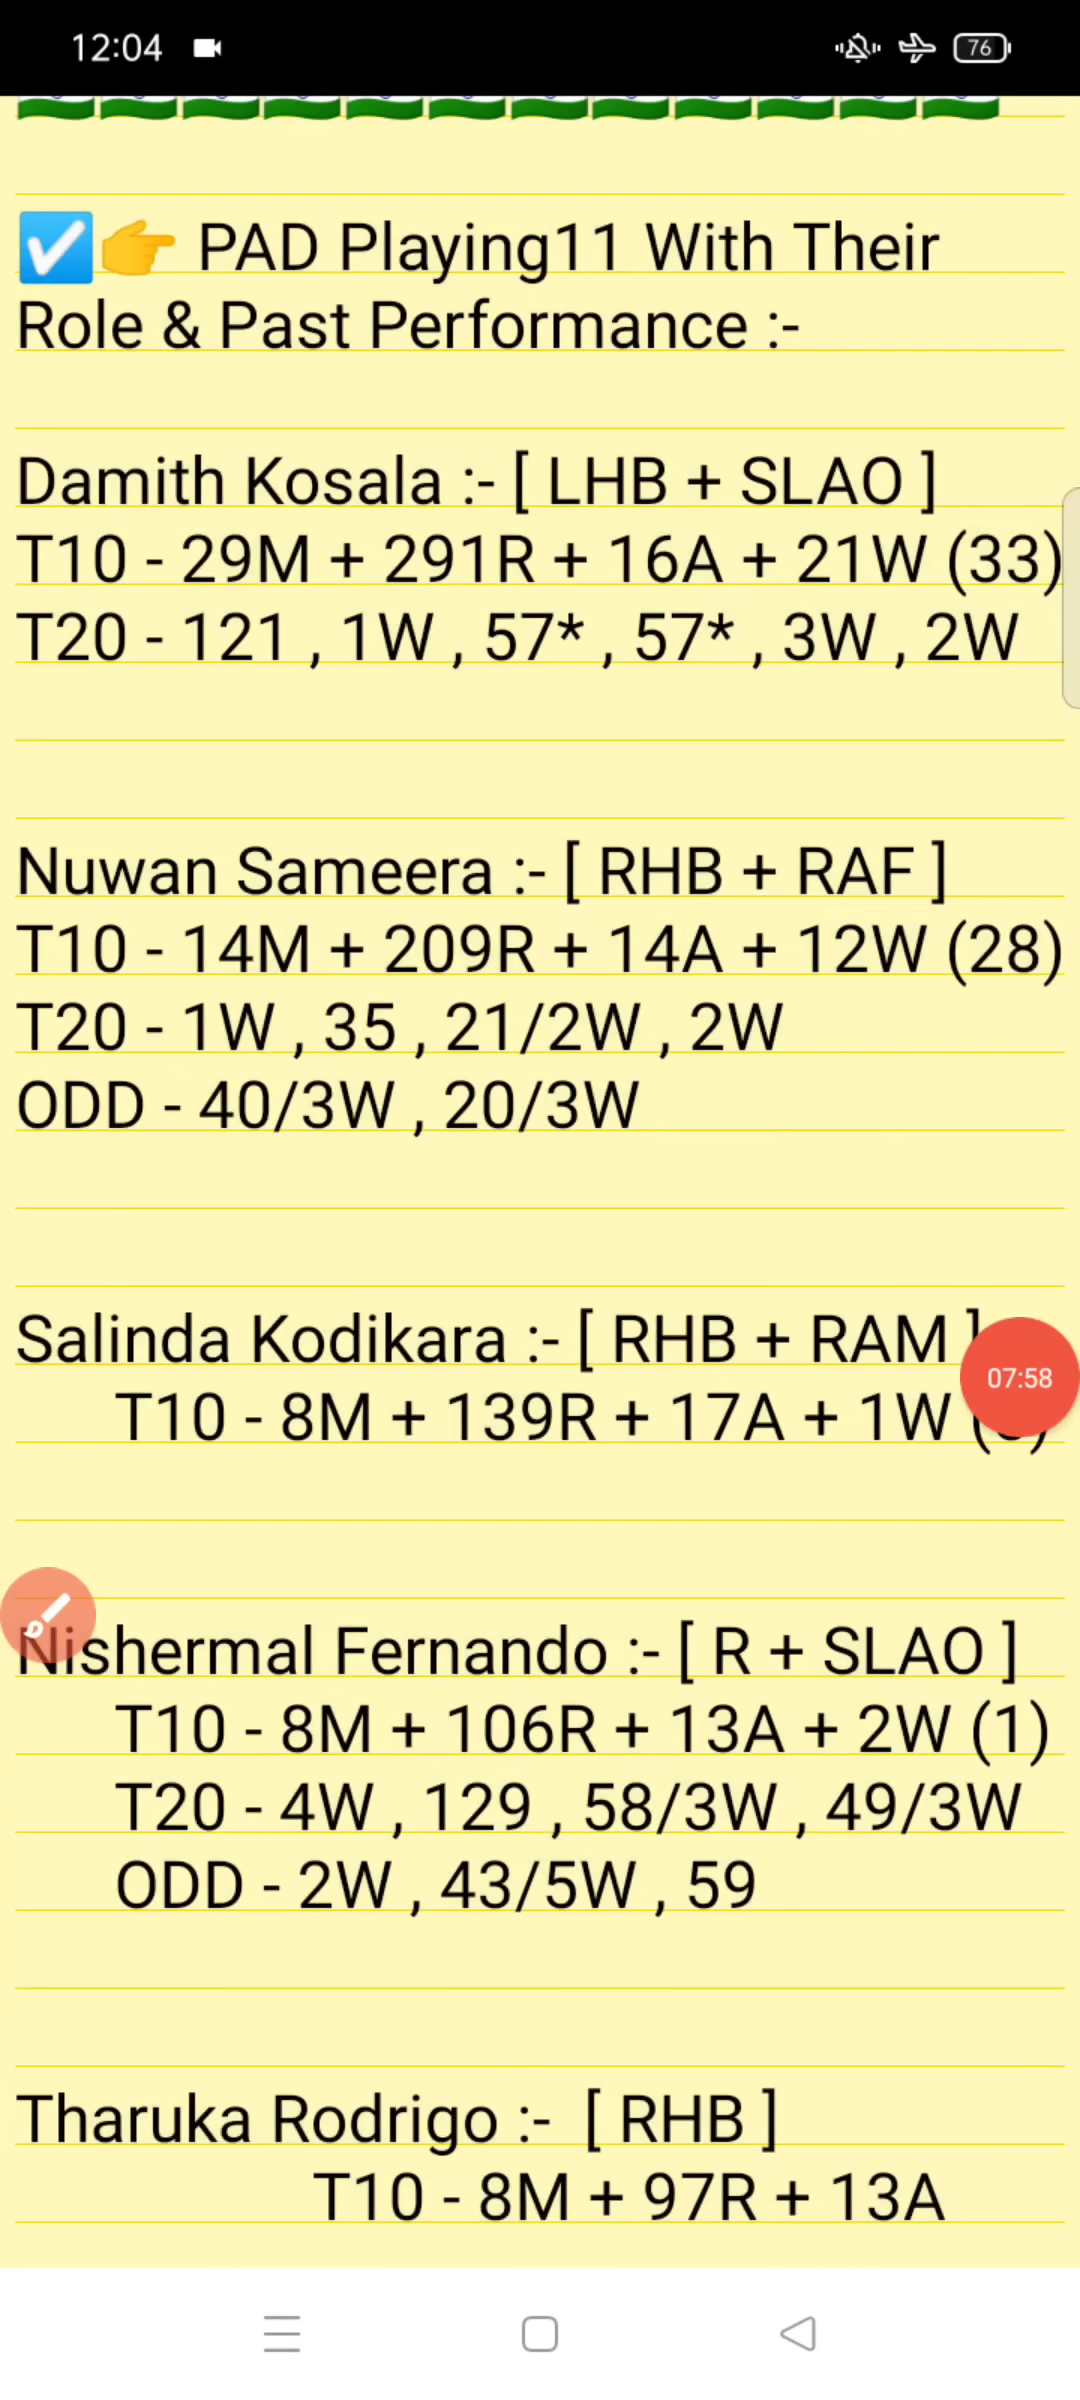 12:04
76
PAD Playing11 With Their
Role & Past Performance :-
Damith Kosala :- [ LHB + SLAO ]
T10 - 29M + 291R + 16A + 21W (33)
T20 - 121 , 1W , 57* , 57* , 3W , 2W
Nuwan Sameera :- [ RHB + RAF ]
T10 - 14M + 209R + 14A + 12W (28)
T20 - 1W , 35 , 21/2W , 2W
ODD - 40/3W , 20/3W
Salinda Kodikara :- [ RHB + RAM ]
07:58
T10 - 8M + 139R + 17A + 1W
Nishermal Fernando :- [ R + SLAO ]
T10 - 8M + 106R + 13A + 2W (1)
T20 - 4W , 129 , 58/3W , 49/3W
ODD - 2W , 43/5W , 59
Tharuka Rodrigo :- [ RHB ]
T10 - 8M + 97R + 13A